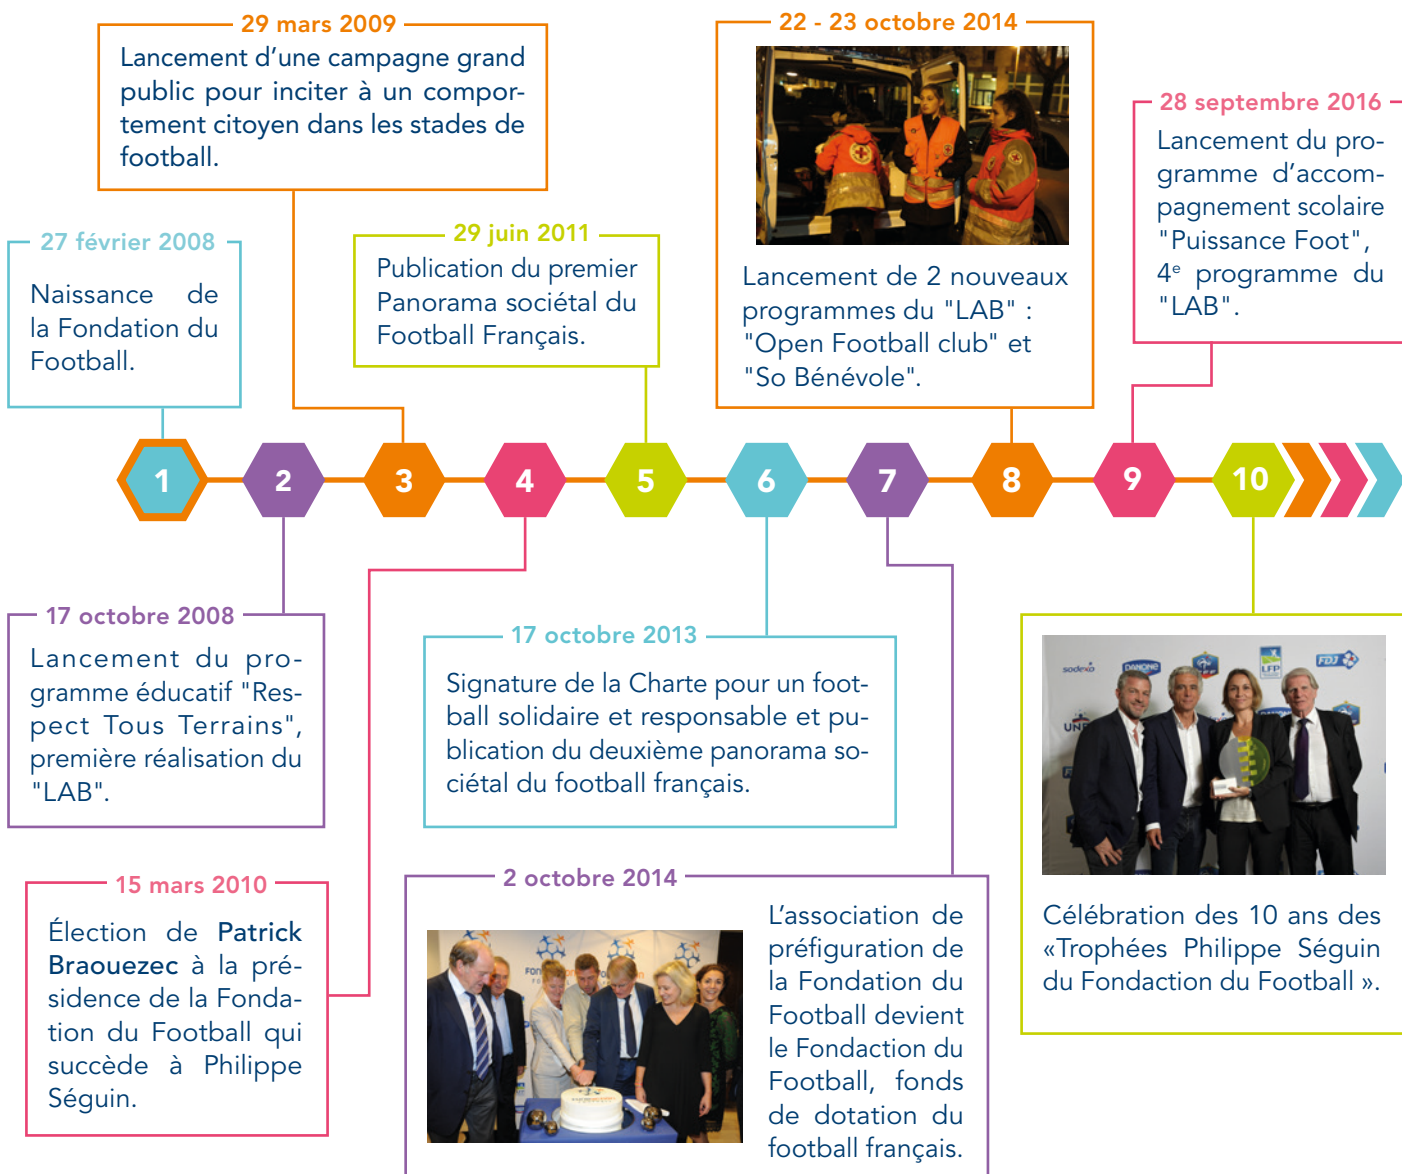 29 mars 2009
Lancement d'une campagne grand
public pour inciter à un compor-
tement citoyen dans les stades de
football.
22 - 23 octobre 2014
Lancement de 2 nouveaux
programmes du "LAB" :
"Open Football club" et
"So Bénévole".
28 septembre 2016
Lancement du pro-
gramme d'accom-
pagnement scolaire
"Puissance Foot",
4e programme du
"LAB".
27 février 2008
Naissance de
la Fondation du
Football.
29 juin 2011
Publication du premier
Panorama sociétal du
Football Français.
1
2
3
4
5
6
7
8
9
10
17 octobre 2008
Lancement du pro-
gramme éducatif "Res-
pect Tous Terrains",
première réalisation du
"LAB".
17 octobre 2013
Signature de la Charte pour un foot-
ball solidaire et responsable et pu-
blication du deuxième panorama so-
ciétal du football français.
sodexo
DANONE
LFP
FDJ
Célébration des 10 ans des
«Trophées Philippe Séguin
du Fondaction du Football ».
15 mars 2010
Élection de Patrick
Braouezec à la pré-
sidence de la Fonda-
tion du Football qui
succède à Philippe
Séguin.
2 octobre 2014
L'association de
préfiguration de
la Fondation du
Football devient
le Fondaction du
Football, fonds
de dotation du
football français.